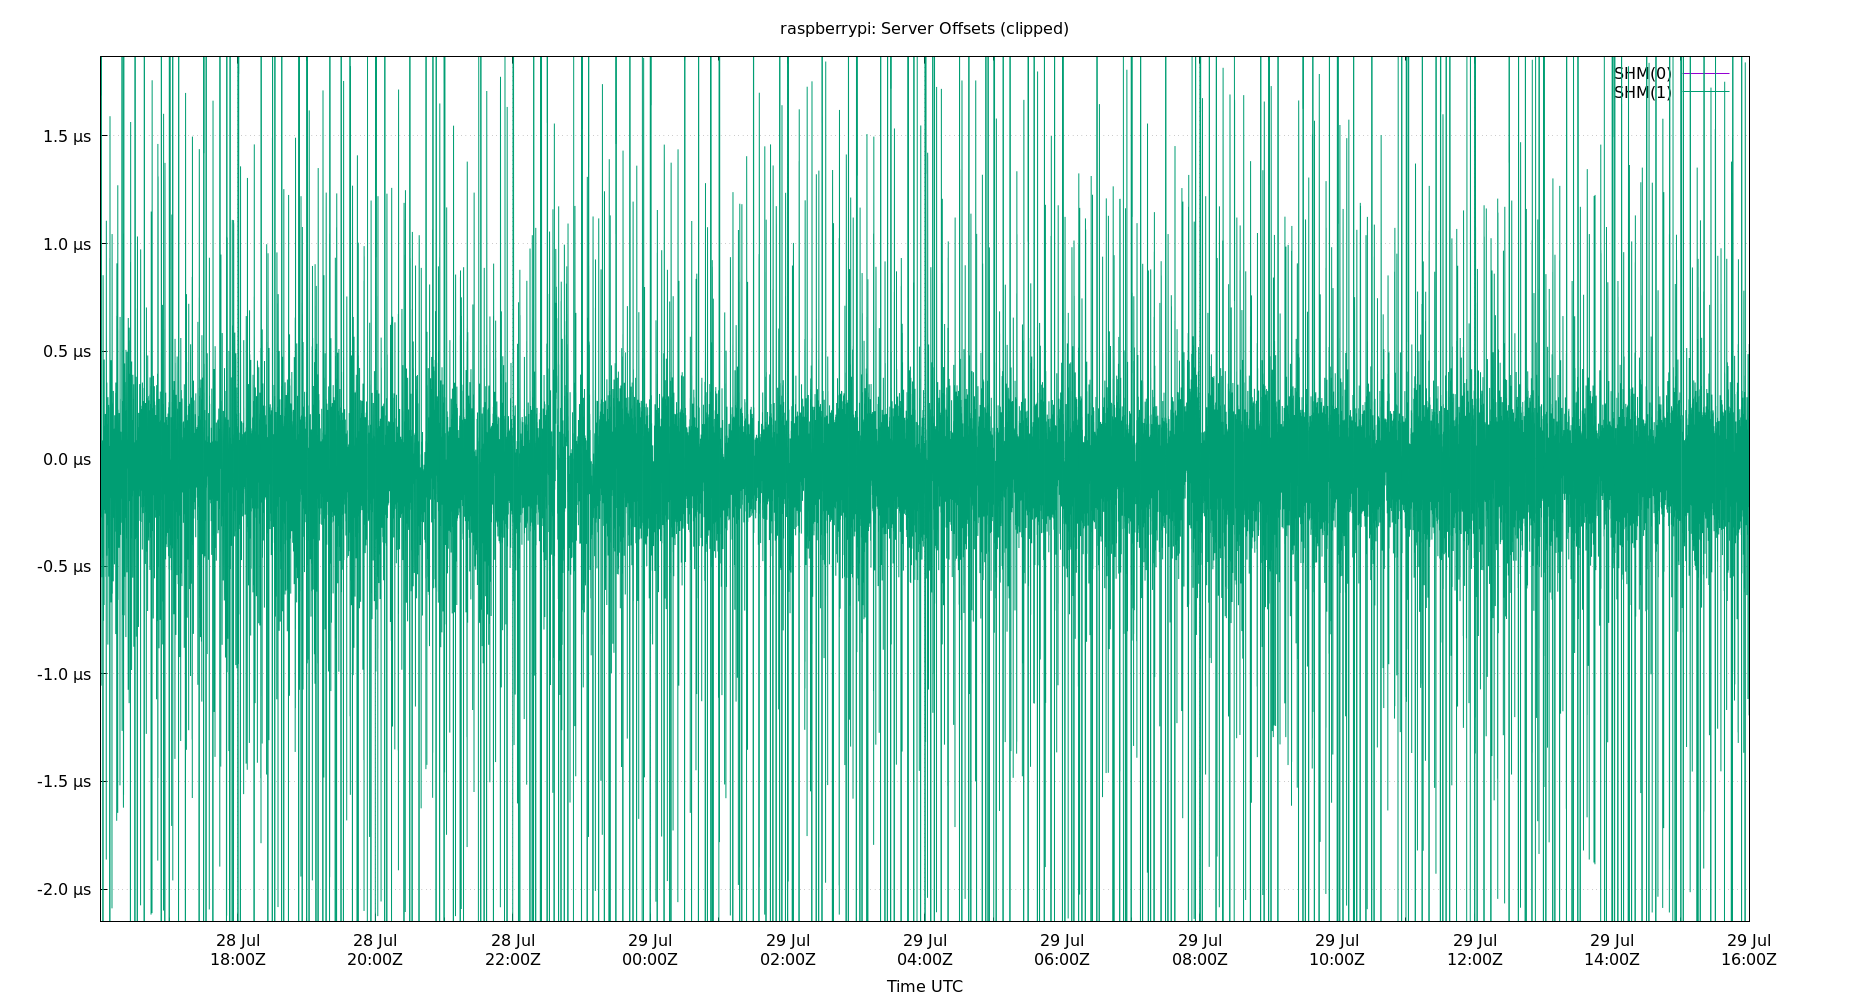 raspberrypi: Server Offsets (clipped)
SHM(0)
SHM(1)
1.5 µs
1.0 µs
0.5 µs
0.0 µs
-0.5 µs
-1.0 µs
-1.5 µs
-2.0 µs
28 Jul 28 Jul 28 Jul 29 Jul 29 Jul 29 Jul 29 Jul 29 Jul 29 Jul 29 Jul 29 Jul 29 Jul
18:00Z 20:00Z 22:00Z 00:00Z 02:00Z 04:00Z 06:00Z 08:00Z 10:00Z 12:00Z 14:00Z 16:00Z
Time UTC